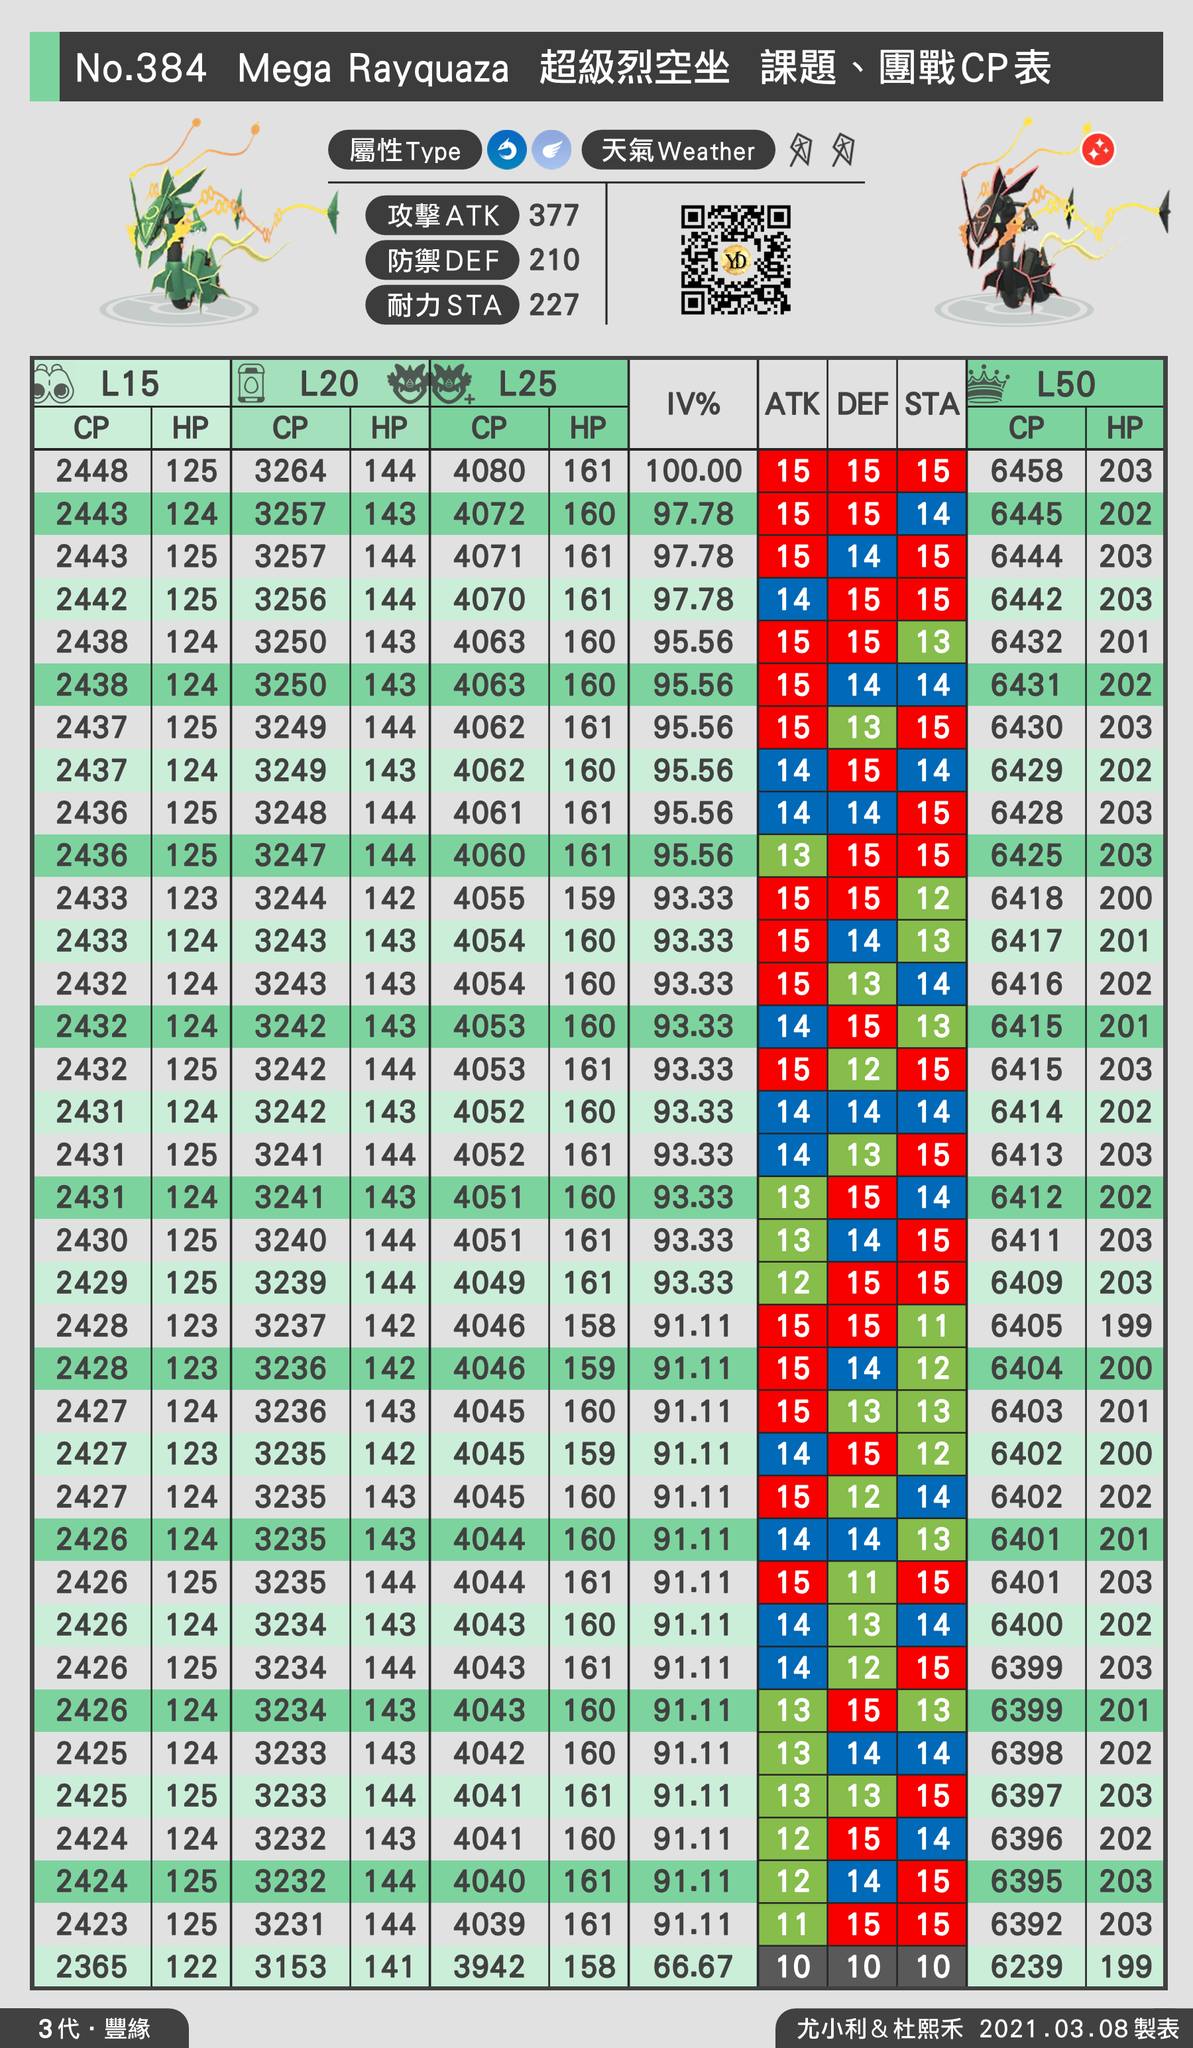 No.384 Mega Rayquaza 超級烈空坐 課題、團戰CP表
屬性Type 天氣Weather
攻擊ATK 377
防禦DEF 210
耐力STA 227
YD
L15 L20 L25 IV% ATK DEF STA L50
CP HP CP HP CP HP CP HP
2448 125 3264 144 4080 161 100.00 15 15 15 6458 203
2443 124 3257 143 4072 160 97.78 15 15 14 6445 202
2443 125 3257 144 4071 161 97.78 15 14 15 6444 203
2442 125 3256 144 4070 161 97.78 14 15 15 6442 203
2438 124 3250 143 4063 160 95.56 15 15 13 6432 201
2438 124 3250 143 4063 160 95.56 15 14 14 6431 202
2437 125 3249 144 4062 161 95.56 15 13 15 6430 203
2437 124 3249 143 4062 160 95.56 14 15 14 6429 202
2436 125 3248 144 4061 161 95.56 14 14 15 6428 203
2436 125 3247 144 4060 161 95.56 13 15 15 6425 203
2433 123 3244 142 4055 159 93.33 15 15 12 6418 200
2433 124 3243 143 4054 160 93.33 15 14 13 6417 201
2432 124 3243 143 4054 160 93.33 15 13 14 6416 202
2432 124 3242 143 4053 160 93.33 14 15 13 6415 201
2432 125 3242 144 4053 161 93.33 15 12 15 6415 203
2431 124 3242 143 4052 160 93.33 14 14 14 6414 202
2431 125 3241 144 4052 161 93.33 14 13 15 6413 203
2431 124 3241 143 4051 160 93.33 13 15 14 6412 202
2430 125 3240 144 4051 161 93.33 13 14 15 6411 203
2429 125 3239 144 4049 161 93.33 12 15 15 6409 203
2428 123 3237 142 4046 158 91.11 15 15 11 6405 199
2428 123 3236 142 4046 159 91.11 15 14 12 6404 200
2427 124 3236 143 4045 160 91.11 15 13 13 6403 201
2427 123 3235 142 4045 159 91.11 14 15 12 6402 200
2427 124 3235 143 4045 160 91.11 15 12 14 6402 202
2426 124 3235 143 4044 160 91.11 14 14 13 6401 201
2426 125 3235 144 4044 161 91.11 15 11 15 6401 203
2426 124 3234 143 4043 160 91.11 14 13 14 6400 202
2426 125 3234 144 4043 161 91.11 14 12 15 6399 203
2426 124 3234 143 4043 160 91.11 13 15 13 6399 201
2425 124 3233 143 4042 160 91.11 13 14 14 6398 202
2425 125 3233 144 4041 161 91.11 13 13 15 6397 203
2424 124 3232 143 4041 160 91.11 12 15 14 6396 202
2424 125 3232 144 4040 161 91.11 12 14 15 6395 203
2423 125 3231 144 4039 161 91.11 11 15 15 6392 203
2365 122 3153 141 3942 158 66.67 10 10 10 6239 199
3代·豐緣 尤小利&杜熙禾 2021.03.08製表